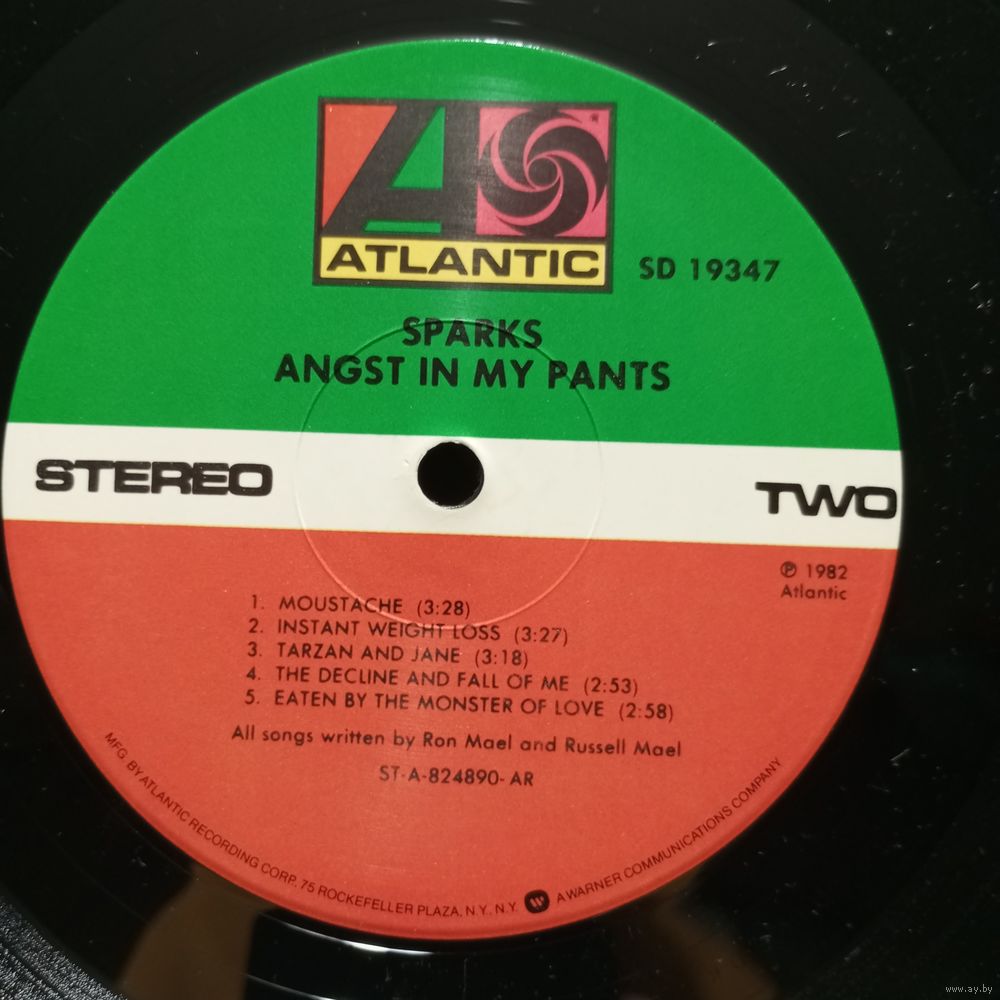 ATLANTIC
SD 19347
SPARKS
ANGST IN MY PANTS
STEREO
TWO
℗ 1982
Atlantic
1. MOUSTACHE (3:28)
2. INSTANT WEIGHT LOSS (3:27)
3. TARZAN AND JANE (3:18)
4. THE DECLINE AND FALL OF ME (2:53)
5. EATEN BY THE MONSTER OF LOVE (2:58)
All songs written by Ron Mael and Russell Mael
ST-A-824890-AR
MFG. BY ATLANTIC RECORDING CORP. 75 ROCKEFELLER PLAZA, N.Y. N.Y. A WARNER COMMUNICATIONS COMPANY
www.ay.by